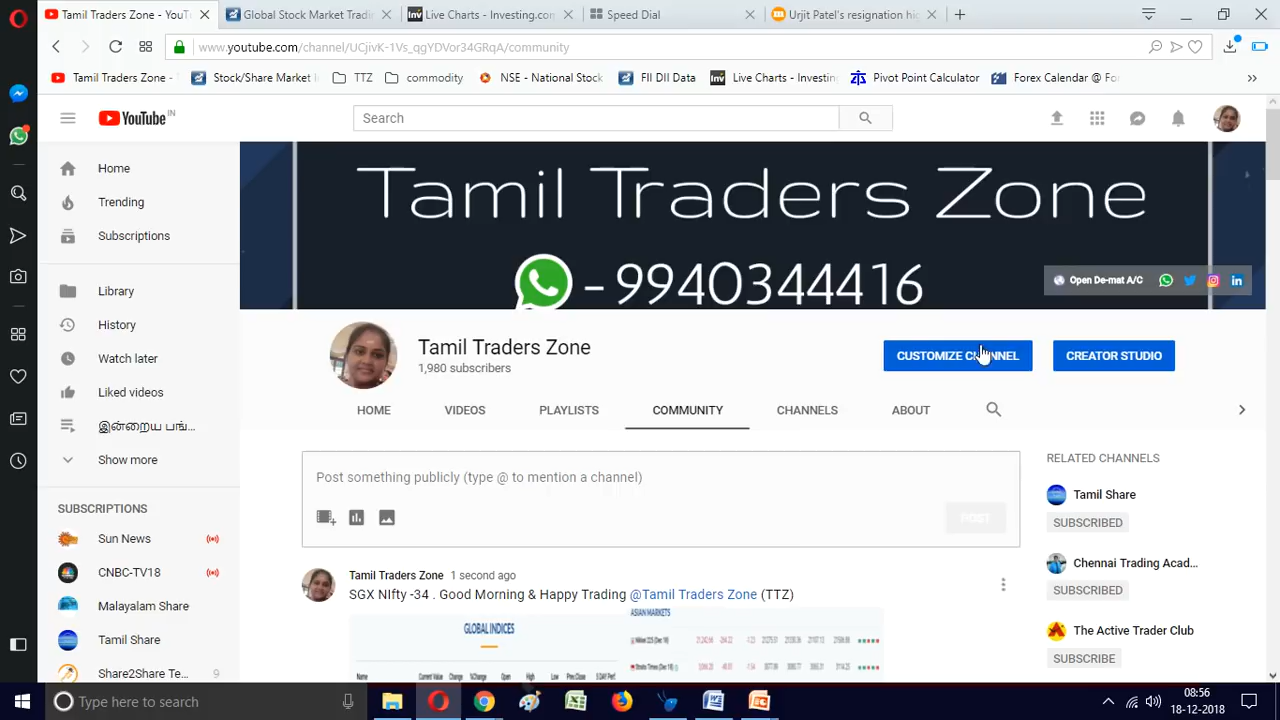 Tamil Traders Zone - YouT
Global Stock Market Tradin
Live Charts - Investing.com
Speed Dial
Urjit Patel's resignation hig
www.youtube.com/channel/UCjivK-1Vs_qgYDVor34GRqA/community
Tamil Traders Zone -
Stock/Share Market
TTZ
commodity
NSE - National Stock
FII DII Data
Live Charts - Investing
Pivot Point Calculator
Forex Calendar @ Fo
YouTube IN
Search
Home
Trending
Subscriptions
Library
History
Watch later
Liked videos
இன்றைய பங்...
Show more
SUBSCRIPTIONS
Sun News
CNBC-TV18
Malayalam Share
Tamil Share
Share2Share Te... 9
Tamil Traders Zone
- 9940344416
Open De-mat A/C
Tamil Traders Zone
1,980 subscribers
CUSTOMIZE CHANNEL
CREATOR STUDIO
HOME
VIDEOS
PLAYLISTS
COMMUNITY
CHANNELS
ABOUT
Post something publicly (type @ to mention a channel)
POST
Tamil Traders Zone 1 second ago
SGX NIfty -34 . Good Morning & Happy Trading @Tamil Traders Zone (TTZ)
GLOBAL INDICES
ASIAN MARKETS
RELATED CHANNELS
Tamil Share
SUBSCRIBED
Chennai Trading Acad...
SUBSCRIBED
The Active Trader Club
SUBSCRIBE
Type here to search
08:56
18-12-2018